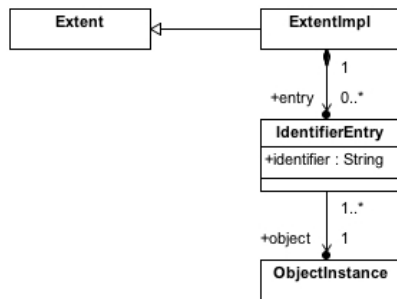 Extent
ExtentImpl
1
+entry
0..*
IdentifierEntry
+identifier : String
1..*
+object
1
ObjectInstance